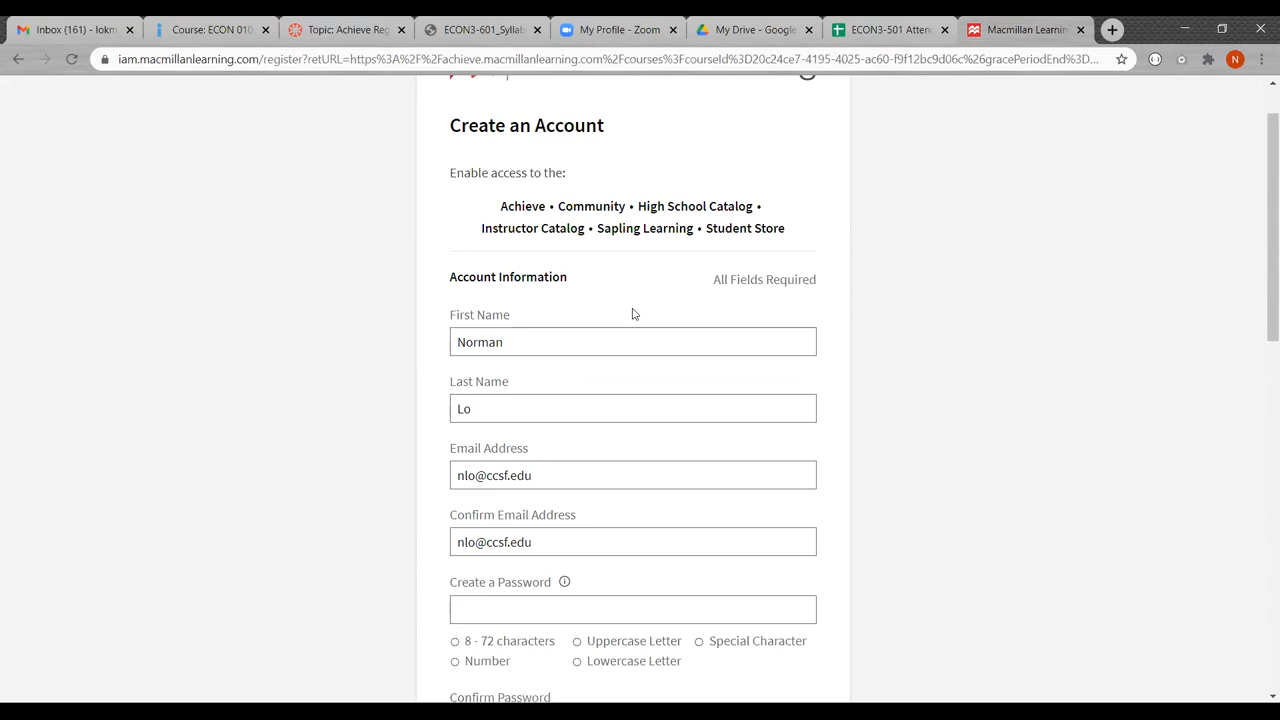 Inbox (161) - lokm
Course: ECON 010
Topic: Achieve Reg
ECON3-601_Syllab
My Profile - Zoom
My Drive - Google
ECON3-501 Atten
Macmillan Learnin
iam.macmillanlearning.com/register?retURL=https%3A%2F%2Fachieve.macmillanlearning.com%2Fcourses%3FcourseId%3D20c24ce7-4195-4025-ac60-f9f12bc9d06c%26gracePeriodEnd%3D...
N
Create an Account
Enable access to the:
Achieve • Community • High School Catalog •
Instructor Catalog • Sapling Learning • Student Store
Account Information
All Fields Required
First Name
Norman
Last Name
Lo
Email Address
nlo@ccsf.edu
Confirm Email Address
nlo@ccsf.edu
Create a Password
8 - 72 characters
Uppercase Letter
Special Character
Number
Lowercase Letter
Confirm Password